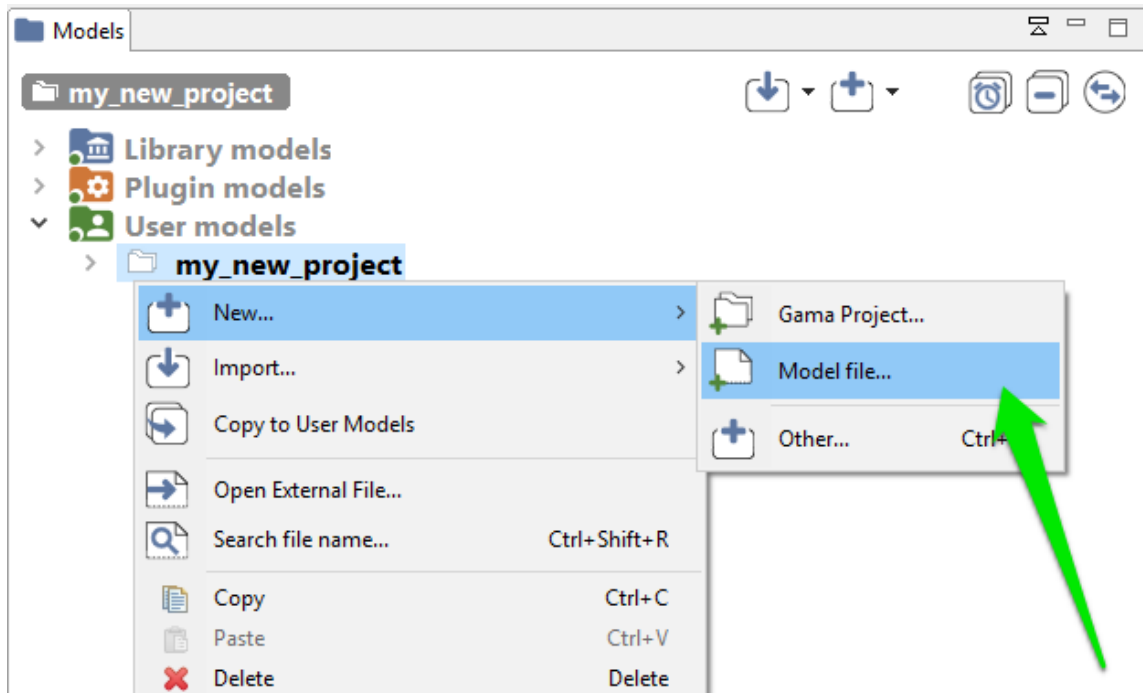 Models
my_new_project
Library models
Plugin models
User models
my_new_project
New...
Import...
Copy to User Models
Open External File...
Search file name... Ctrl+Shift+R
Copy Ctrl+C
Paste Ctrl+V
Delete Delete
Gama Project...
Model file...
Other... Ctrl+